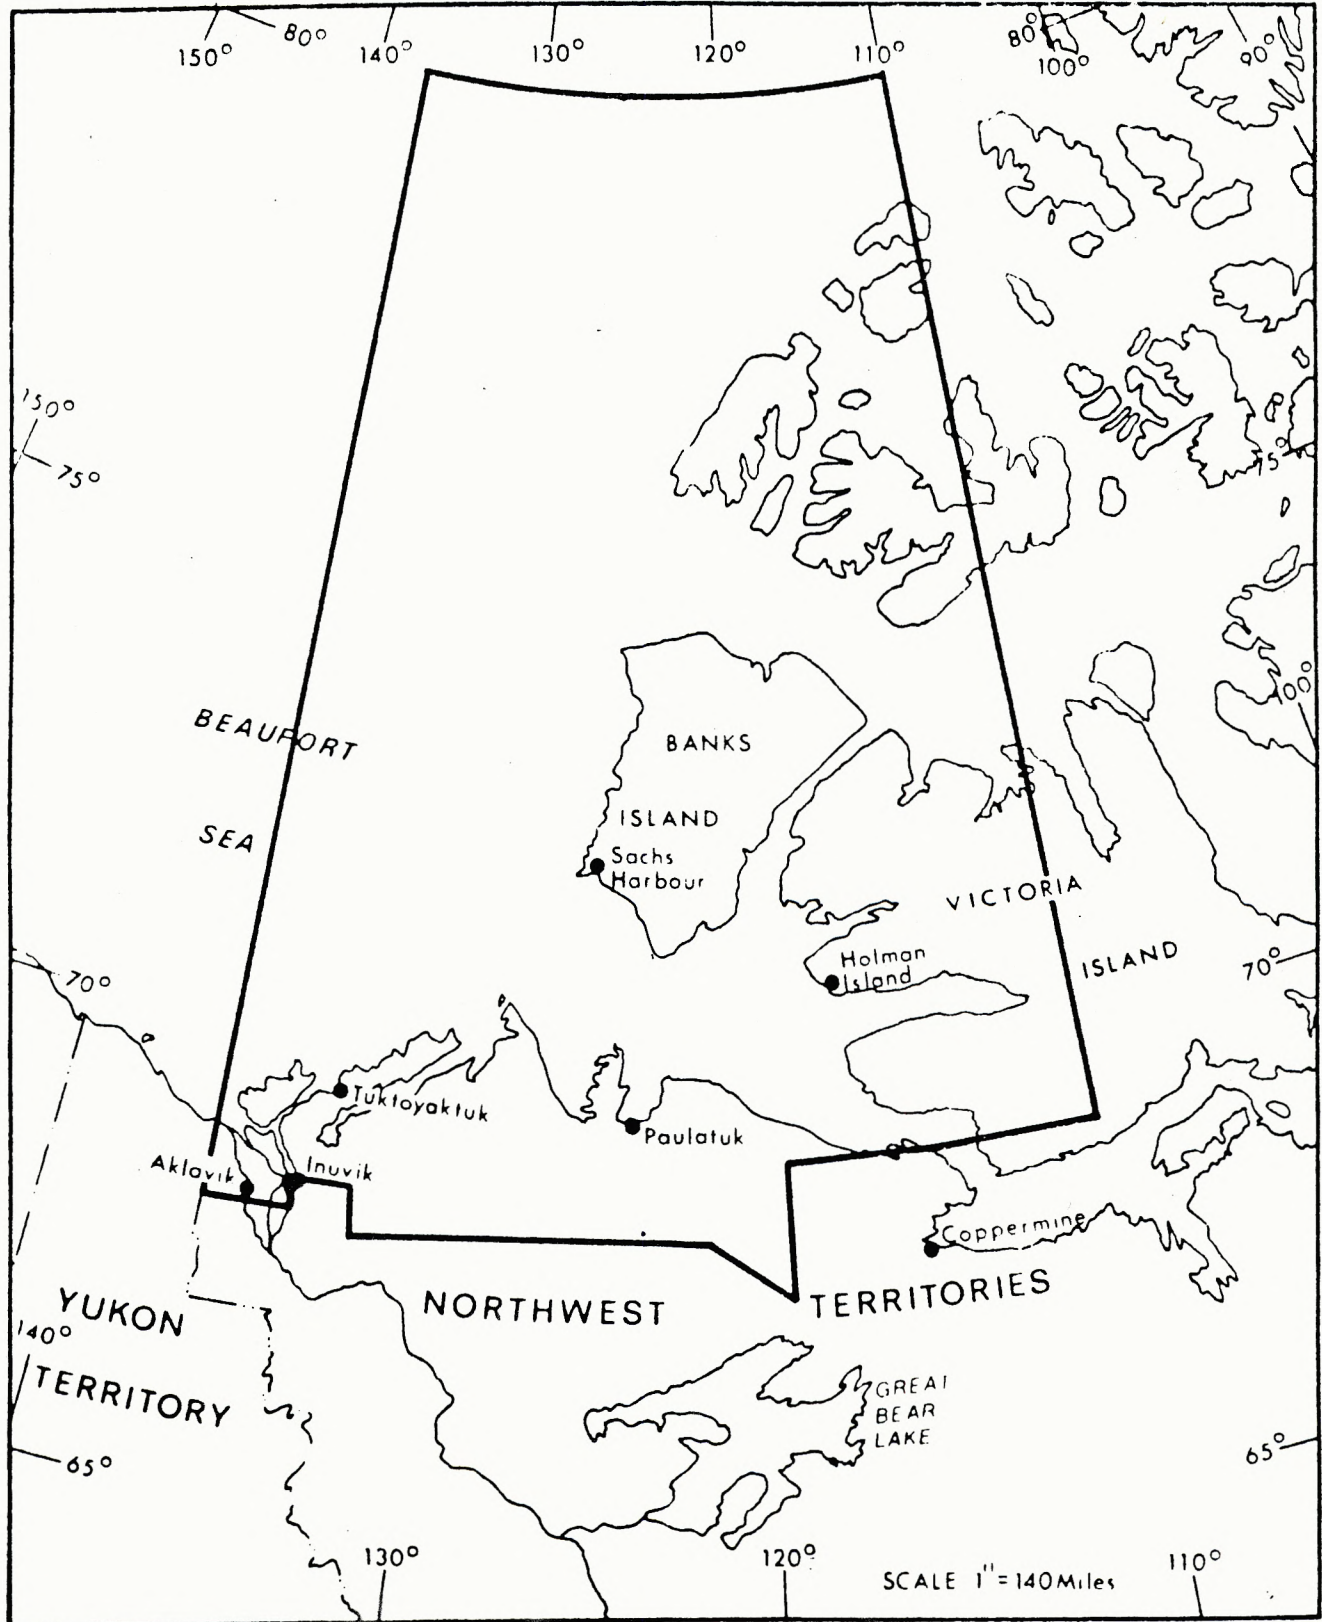 80°
150°
140°
130°
120°
110°
80°
100°
90°
150°
75°
75°
100°
BEAUFORT
SEA
BANKS
ISLAND
Sachs
Harbour
VICTORIA
ISLAND
Holman
Island
70°
70°
Tuktoyaktuk
Paulatuk
Aklavik
Inuvik
Coppermine
YUKON
TERRITORY
NORTHWEST
TERRITORIES
140°
GREAT
BEAR
LAKE
65°
65°
130°
120°
110°
SCALE 1"=140Miles